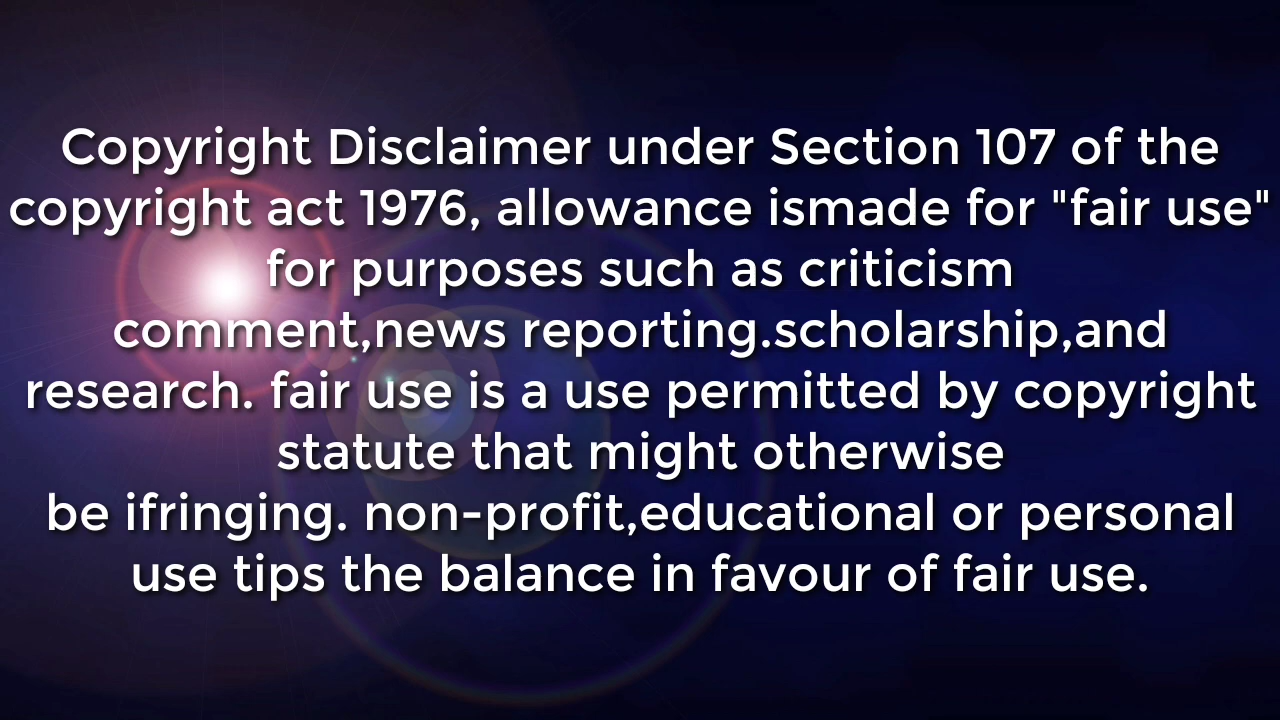 Copyright Disclaimer under Section 107 of the
copyright act 1976, allowance ismade for "fair use"
for purposes such as criticism
comment,news reporting.scholarship,and
research. fair use is a use permitted by copyright
statute that might otherwise
be ifringing. non-profit,educational or personal
use tips the balance in favour of fair use.